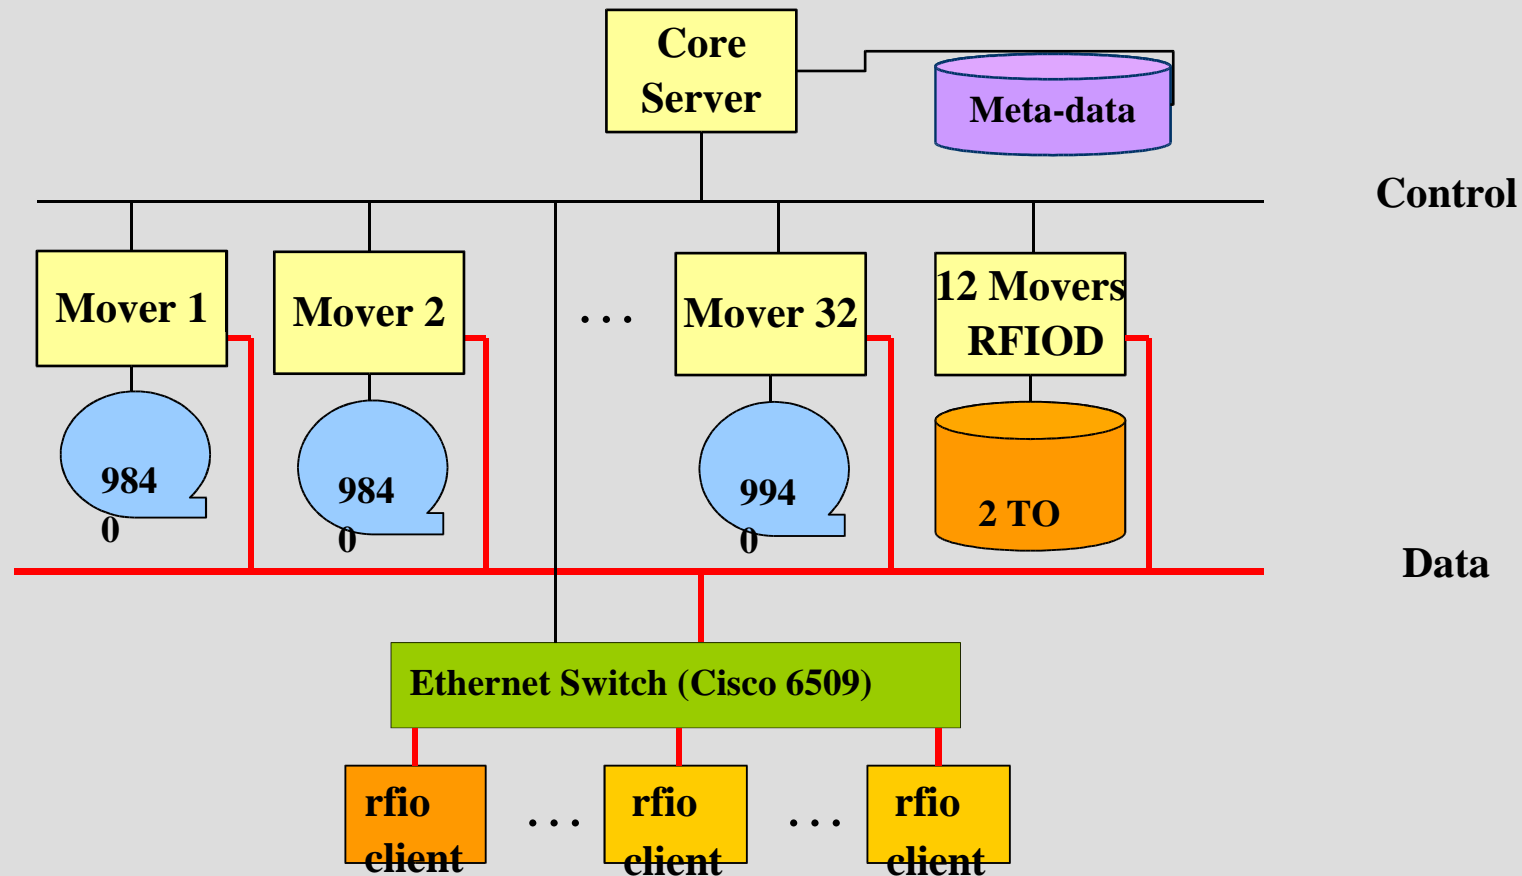 Core
Server
Meta-data
Control
Mover 1
Mover 2
...
Mover 32
12 Movers
RFIOD
984
0
984
0
994
0
2 TO
Data
Ethernet Switch (Cisco 6509)
rfio
client
...
rfio
client
...
rfio
client